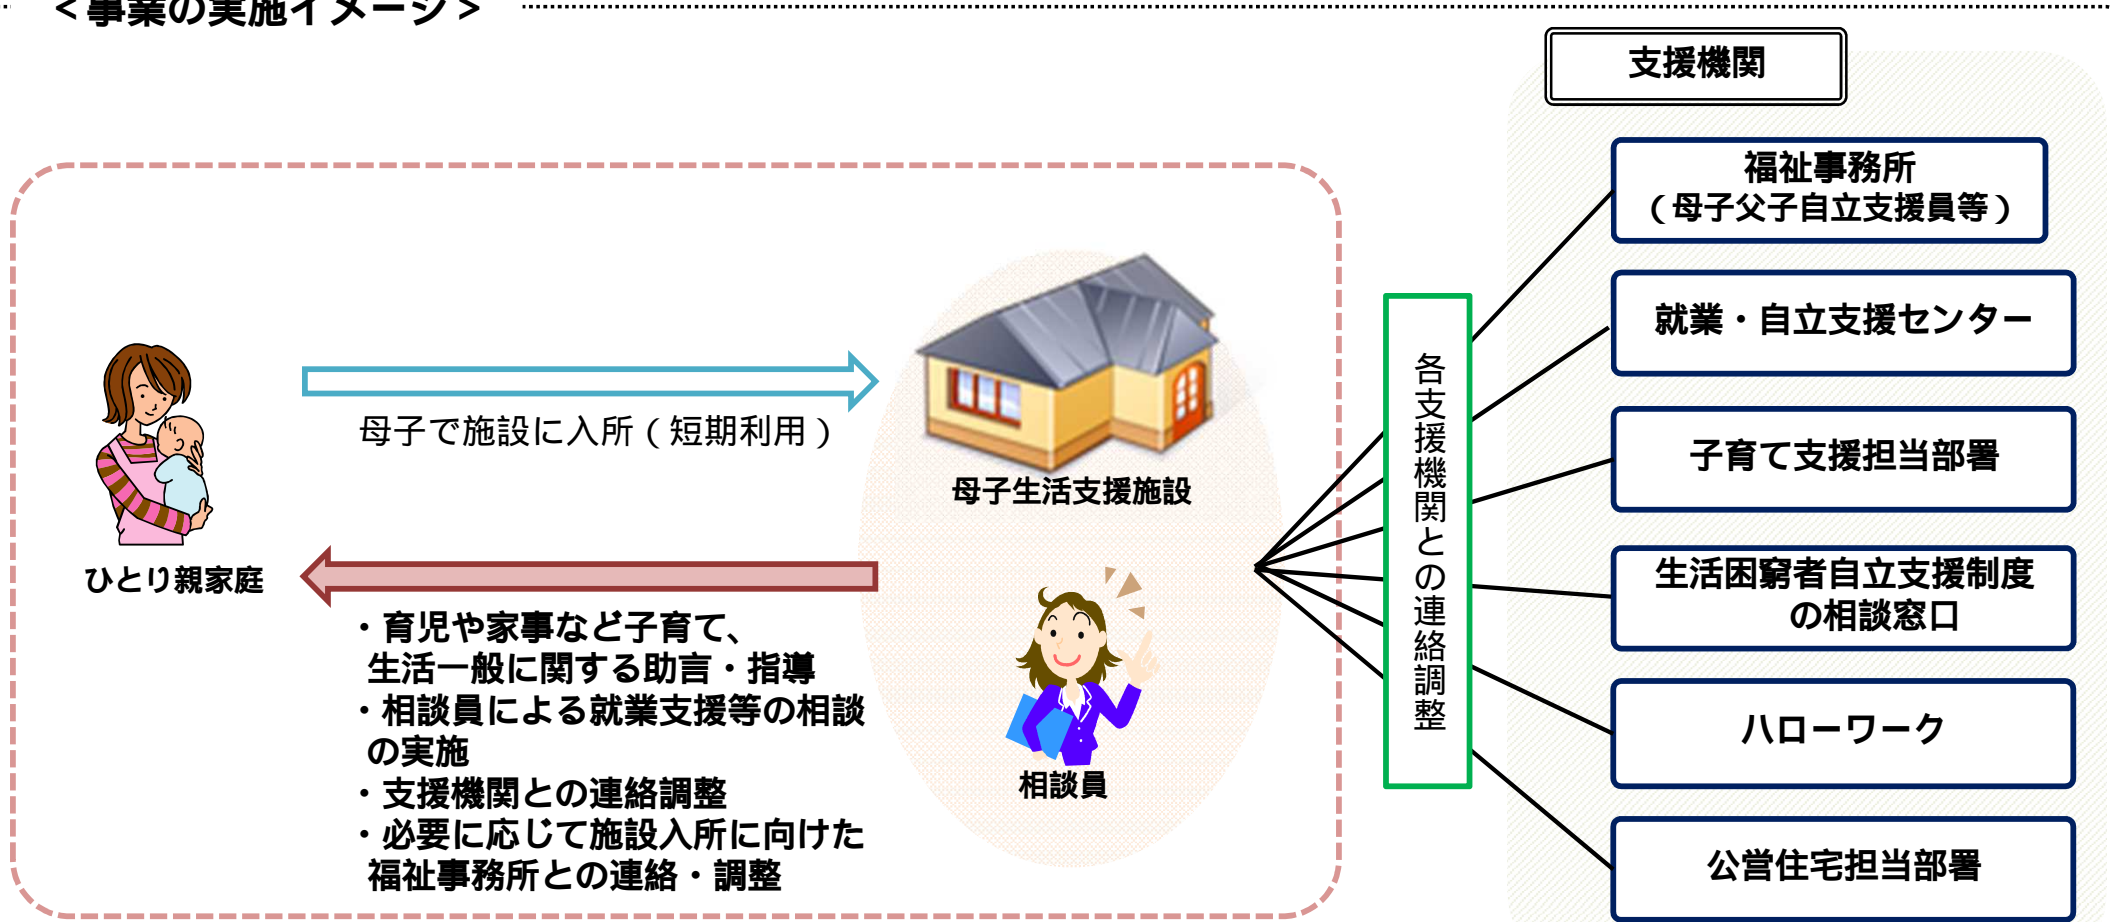 ＜事業の実施イメージ＞
支援機関
福祉事務所
（母子父子自立支援員等）
就業・自立支援センター
子育て支援担当部署
生活困窮者自立支援制度
の相談窓口
ハローワーク
公営住宅担当部署
各支援機関との連絡調整
母子で施設に入所（短期利用）
母子生活支援施設
ひとり親家庭
・育児や家事など子育て、
生活一般に関する助言・指導
・相談員による就業支援等の相談
の実施
・支援機関との連絡調整
・必要に応じて施設入所に向けた
福祉事務所との連絡・調整
相談員